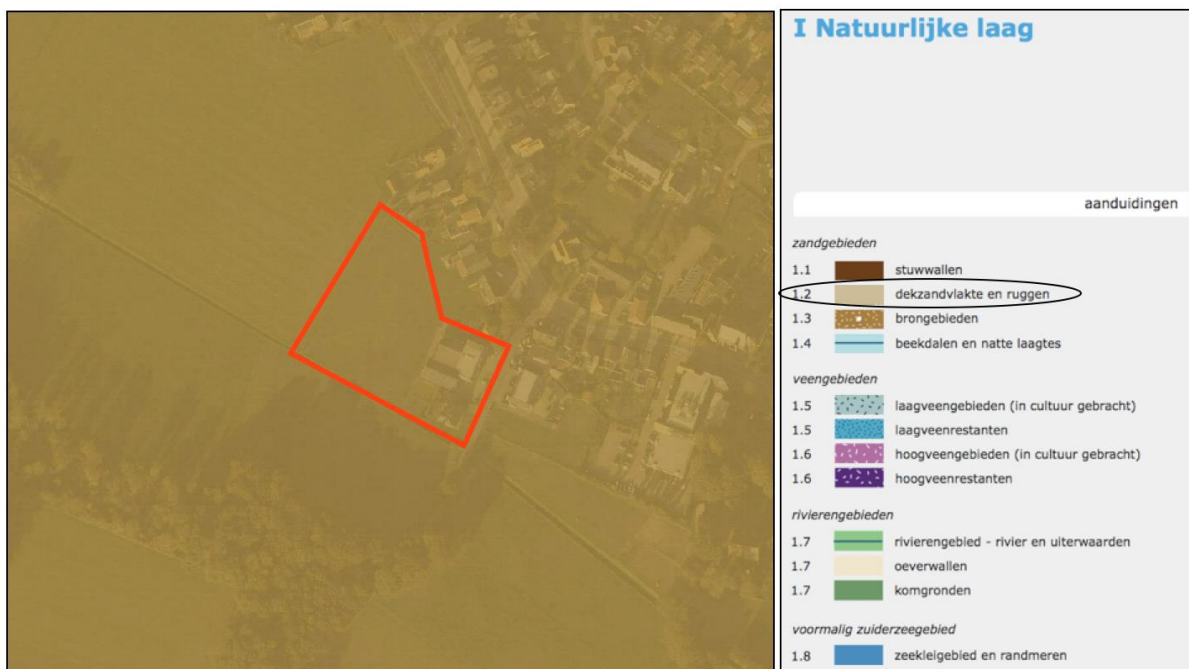 I Natuurlijke laag
aanduidingen
zandgebieden
1.1 stuwwallen
1.2 dekzandvlakte en ruggen
1.3 brongebieden
1.4 beekdalen en natte laagtes
veengebieden
1.5 laagveengebieden (in cultuur gebracht)
1.5 laagveenrestanten
1.6 hoogveengebieden (in cultuur gebracht)
1.6 hoogveenrestanten
rivierengebieden
1.7 rivierengebied - rivier en uiterwaarden
1.7 oeverwallen
1.7 komgronden
voormalig zuiderzeegebied
1.8 zeekleigebied en randmeren